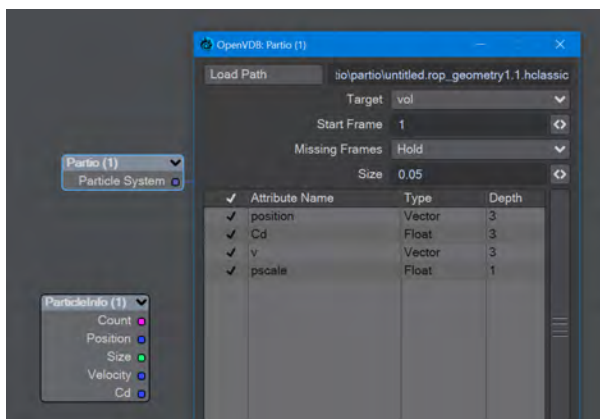 OpenVDB: Partio (1)
Load Path tio\partio\untitled.rop_geometry1.1.hclassic
Target vol
Start Frame 1
Missing Frames Hold
Size 0.05
Attribute Name Type Depth
position Vector 3
Cd Float 3
v Vector 3
pscale Float 1
Partio (1)
Particle System
ParticleInfo (1)
Count
Position
Size
Velocity
Cd